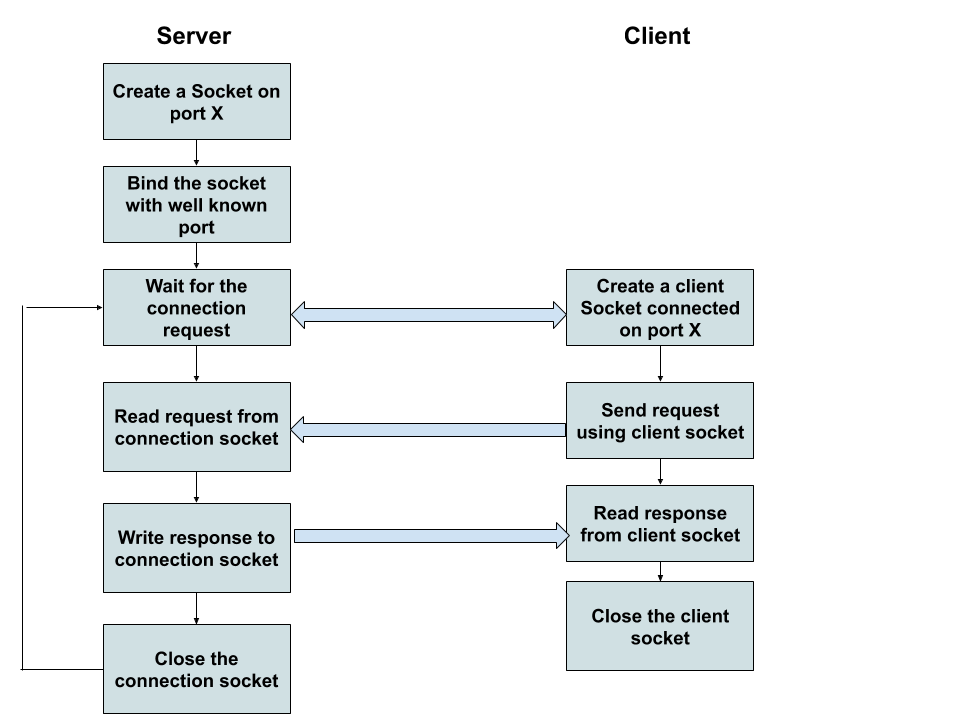 Server
Client
Create a Socket on
port X
Bind the socket
with well known
port
Wait for the
connection
request
Create a client
Socket connected
on port X
Read request from
connection socket
Send request
using client socket
Write response to
connection socket
Read response
from client socket
Close the
connection socket
Close the client
socket